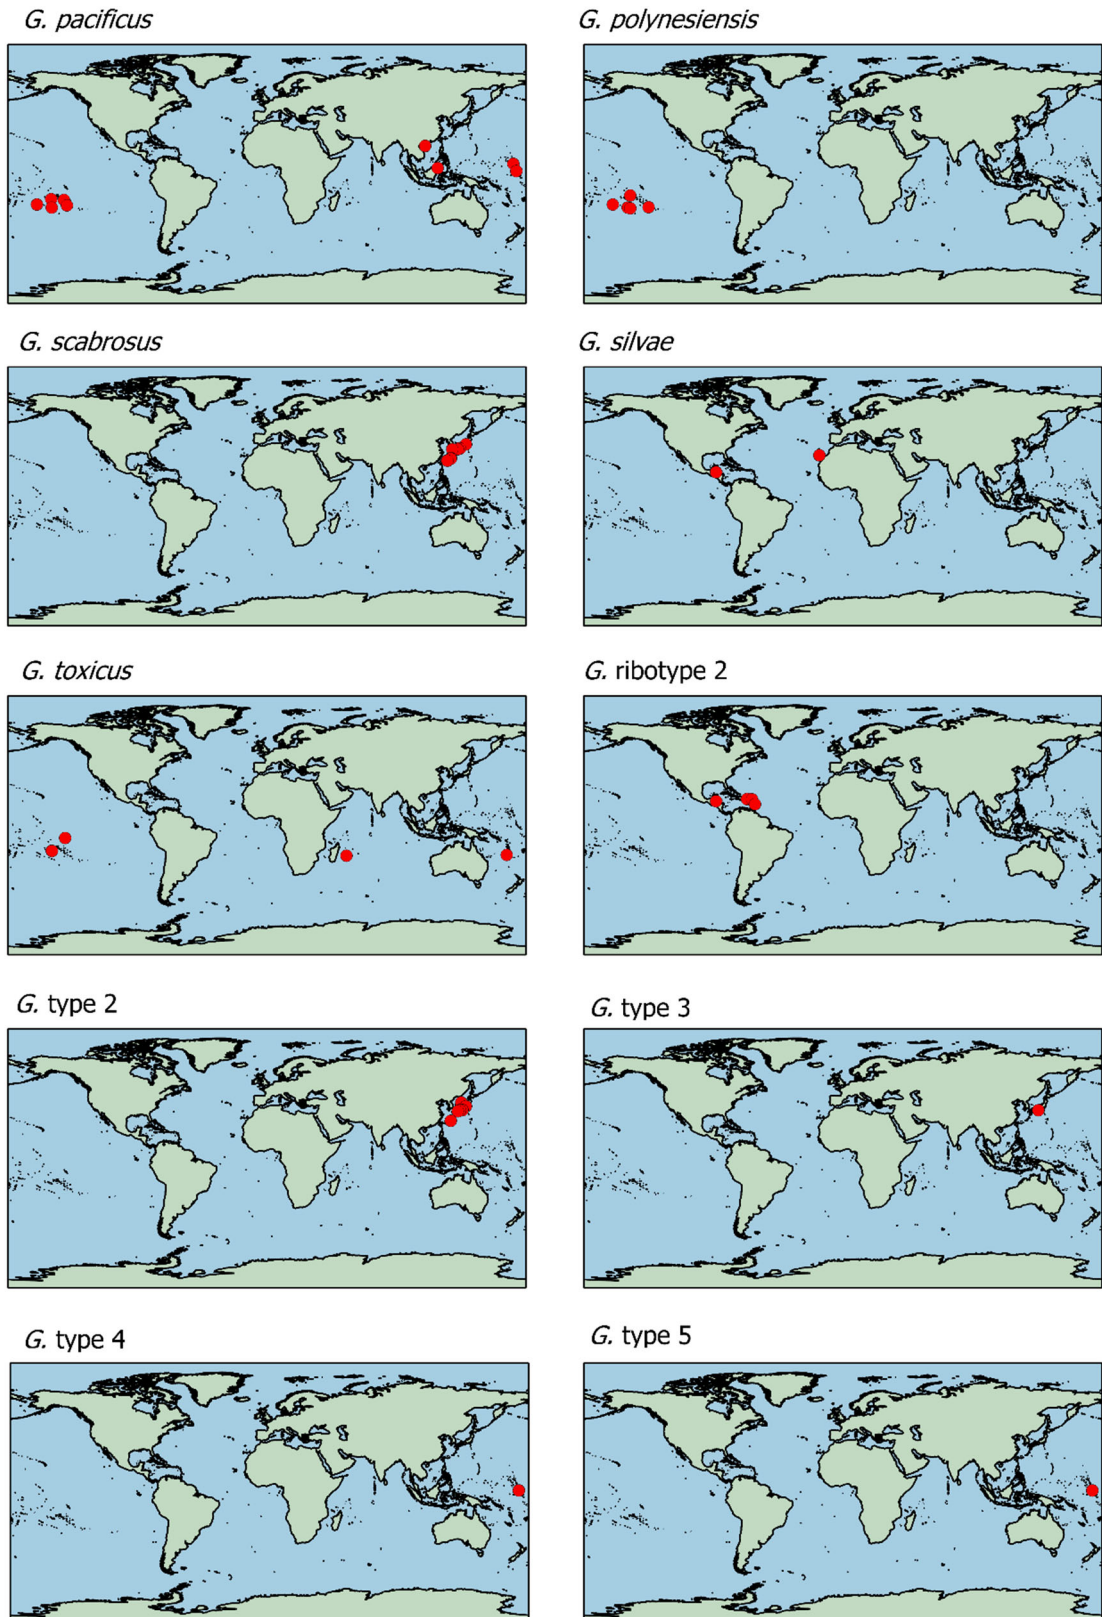 G. pacificus
G. polynesiensis
G. scabrosus
G. silvae
G. toxicus
G. ribotype 2
G. type 2
G. type 3
G. type 4
G. type 5